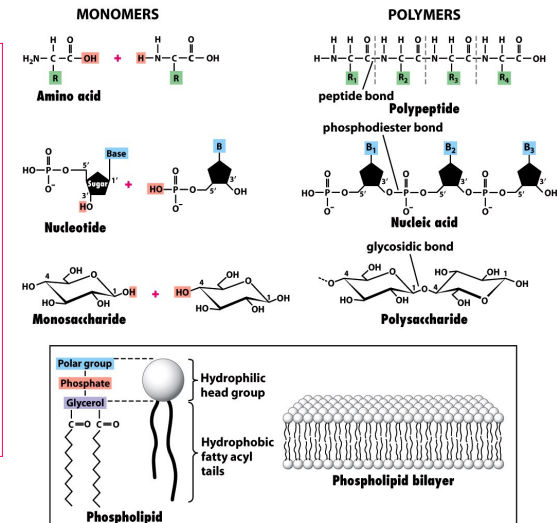 MONOMERS
POLYMERS
H H O
H₂N—C—C—OH
R
+
H O
H—N—C—C—OH
R
Amino acid
H H O H H O H H O H H O
H—N—C—C—N—C—C—N—C—C—N—C—C—OH
R₁ R₂ R₃ R₄
peptide bond
Polypeptide
phosphodiester bond
Base
O
HO—P—O 5′ 1′
O⁻
Sugar
3′
HO
+
B
O
HO—P—O 5′ 3′
O⁻
OH
Nucleotide
B₁ B₂ B₃
O O O
HO—P—O 5′ 3′ O—P—O 5′ 3′ O—P—O 5′ 3′ OH
O⁻ O⁻ O⁻
Nucleic acid
glycosidic bond
OH
4
HO O 1 OH
HO OH
+
OH
4
HO O 1 OH
HO OH
Monosaccharide
OH OH
4 O 1 O 4 O 1 OH
HO OH HO OH
Polysaccharide
Polar group
Phosphate
Glycerol
C=O C=O
Hydrophilic
head group
Hydrophobic
fatty acyl
tails
Phospholipid
Phospholipid bilayer